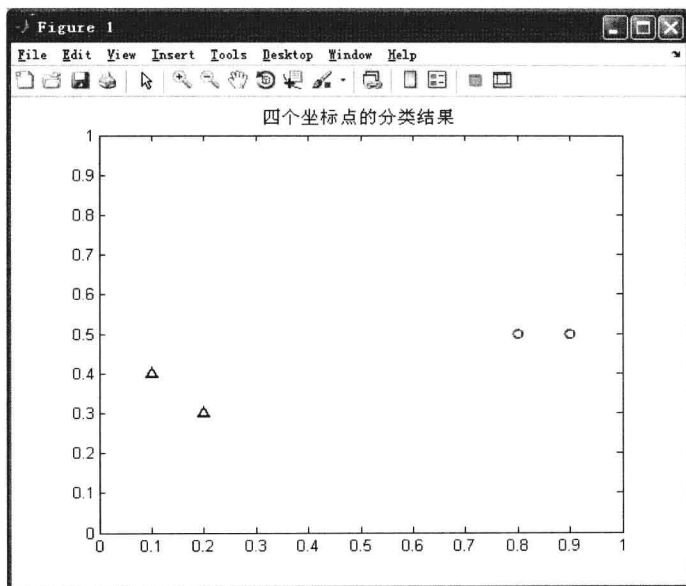 Figure 1
File Edit View Insert Tools Desktop Window Help
四个坐标点的分类结果
1
0.9
0.8
0.7
0.6
0.5
0.4
0.3
0.2
0.1
0
0 0.1 0.2 0.3 0.4 0.5 0.6 0.7 0.8 0.9 1